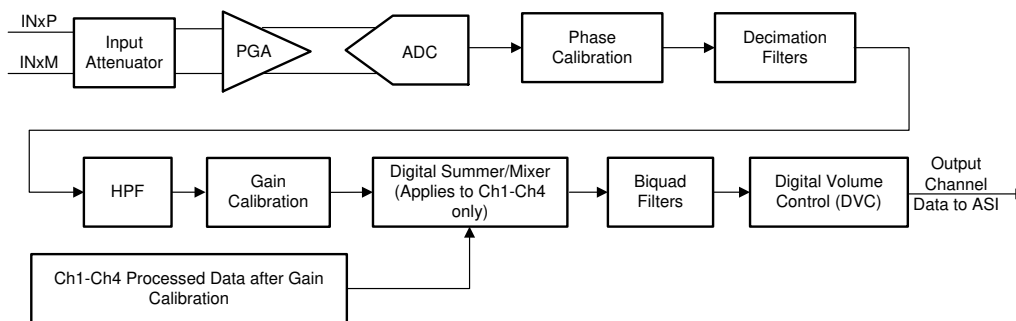 INxP
INxM
Input
Attenuator
PGA
ADC
Phase
Calibration
Decimation
Filters
HPF
Gain
Calibration
Digital Summer/Mixer
(Applies to Ch1-Ch4
only)
Biquad
Filters
Digital Volume
Control (DVC)
Output
Channel
Data to ASI
Ch1-Ch4 Processed Data after Gain
Calibration